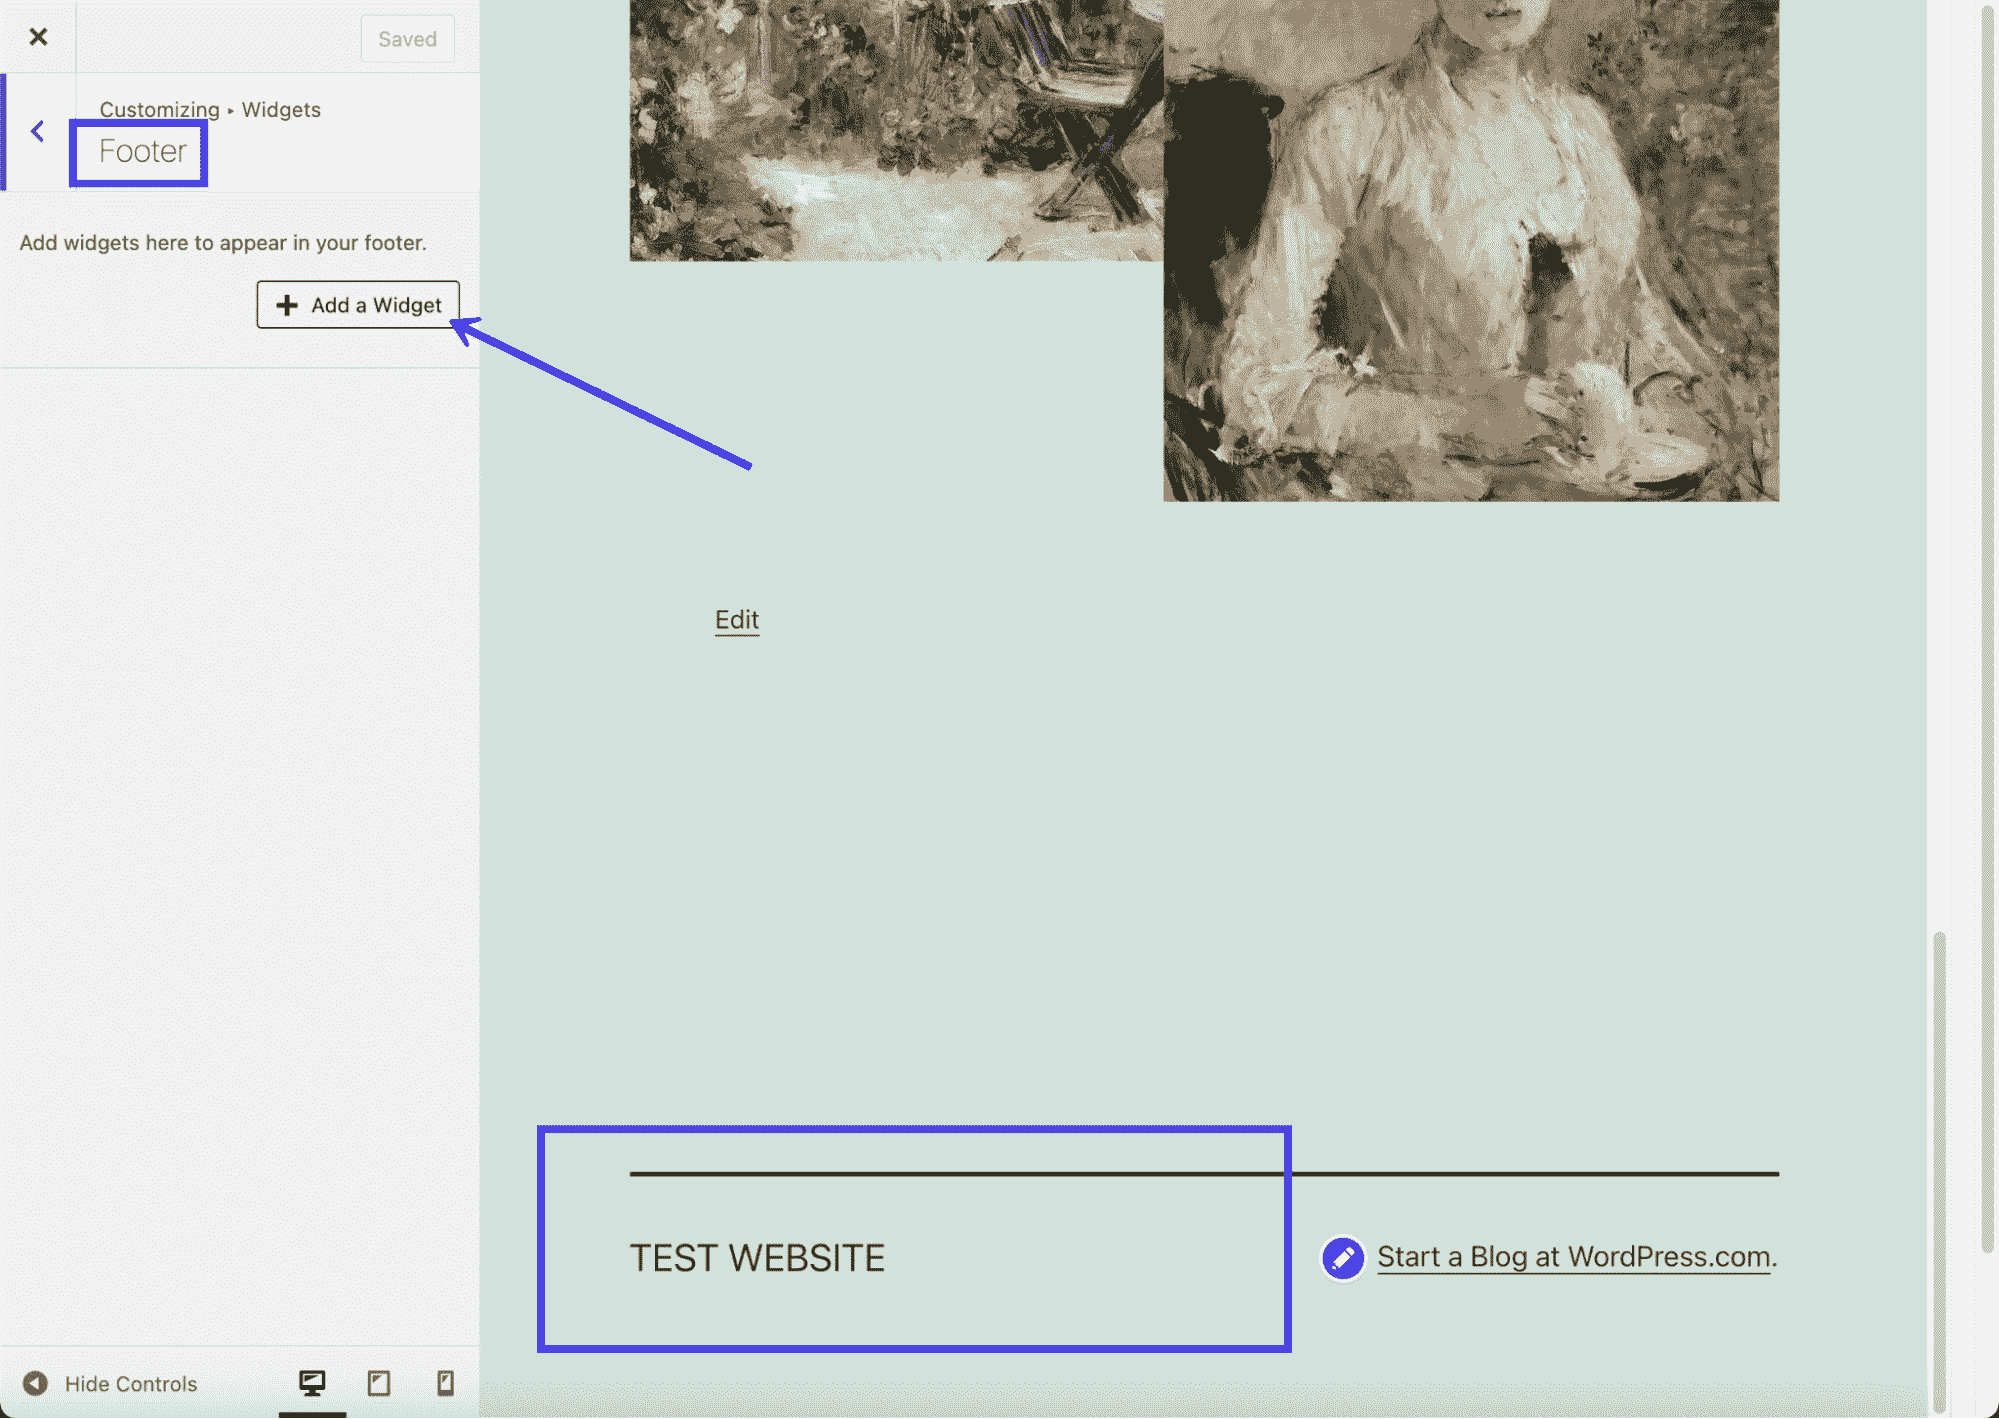 Saved
Customizing ▸ Widgets
Footer
Add widgets here to appear in your footer.
Add a Widget
Edit
TEST WEBSITE
Start a Blog at WordPress.com.
Hide Controls